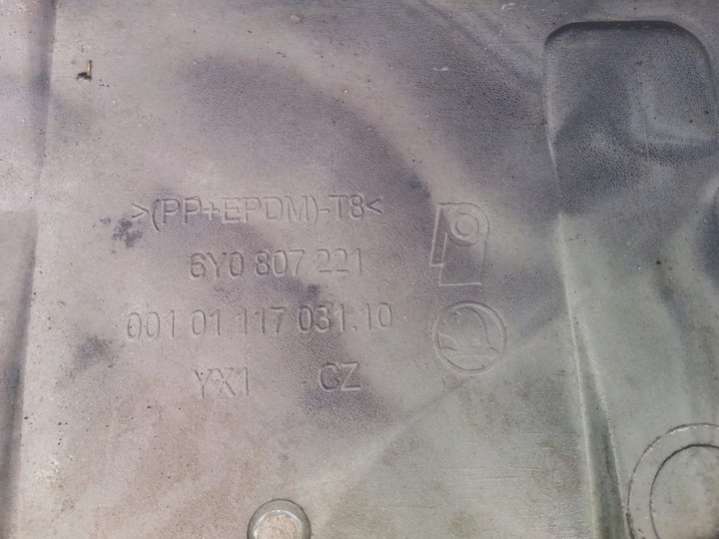 >(PP+EPDM)-T8<
6Y0 807 221
001 01 117 031.10
YX1 CZ